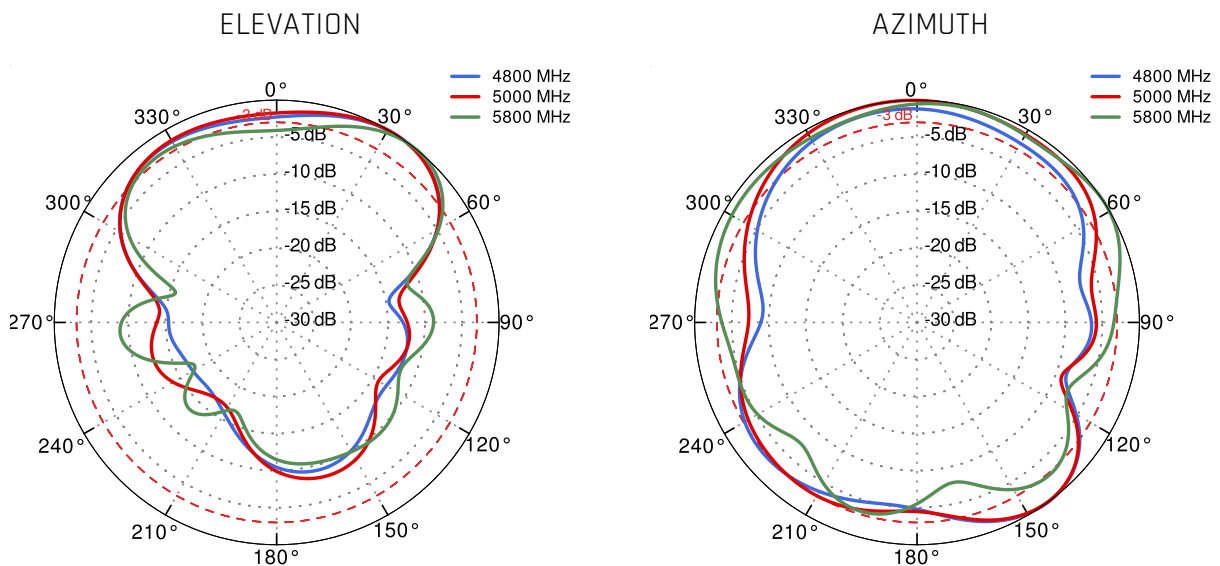 ELEVATION
4800 MHz
5000 MHz
5800 MHz
0°
30°
60°
90°
120°
150°
180°
210°
240°
270°
300°
330°
-3 dB
-5 dB
-10 dB
-15 dB
-20 dB
-25 dB
-30 dB
AZIMUTH
4800 MHz
5000 MHz
5800 MHz
0°
30°
60°
90°
120°
150°
180°
210°
240°
270°
300°
330°
-3 dB
-5 dB
-10 dB
-15 dB
-20 dB
-25 dB
-30 dB